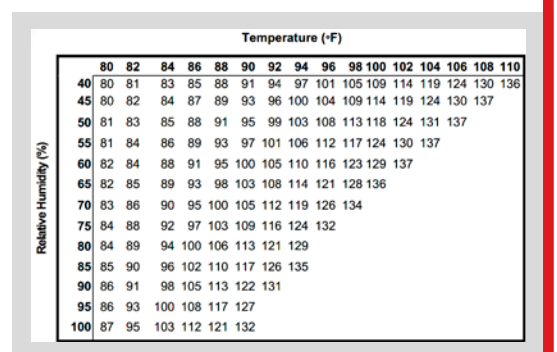 Temperature (°F)
80 82 84 86 88 90 92 94 96 98 100 102 104 106 108 110
Relative Humidity (%)
40 80 81 83 85 88 91 94 97 101 105 109 114 119 124 130 136
45 80 82 84 87 89 93 96 100 104 109 114 119 124 130 137
50 81 83 85 88 91 95 99 103 108 113 118 124 131 137
55 81 84 86 89 93 97 101 106 112 117 124 130 137
60 82 84 88 91 95 100 105 110 116 123 129 137
65 82 85 89 93 98 103 108 114 121 128 136
70 83 86 90 95 100 105 112 119 126 134
75 84 88 92 97 103 109 116 124 132
80 84 89 94 100 106 113 121 129
85 85 90 96 102 110 117 126 135
90 86 91 98 105 113 122 131
95 86 93 100 108 117 127
100 87 95 103 112 121 132